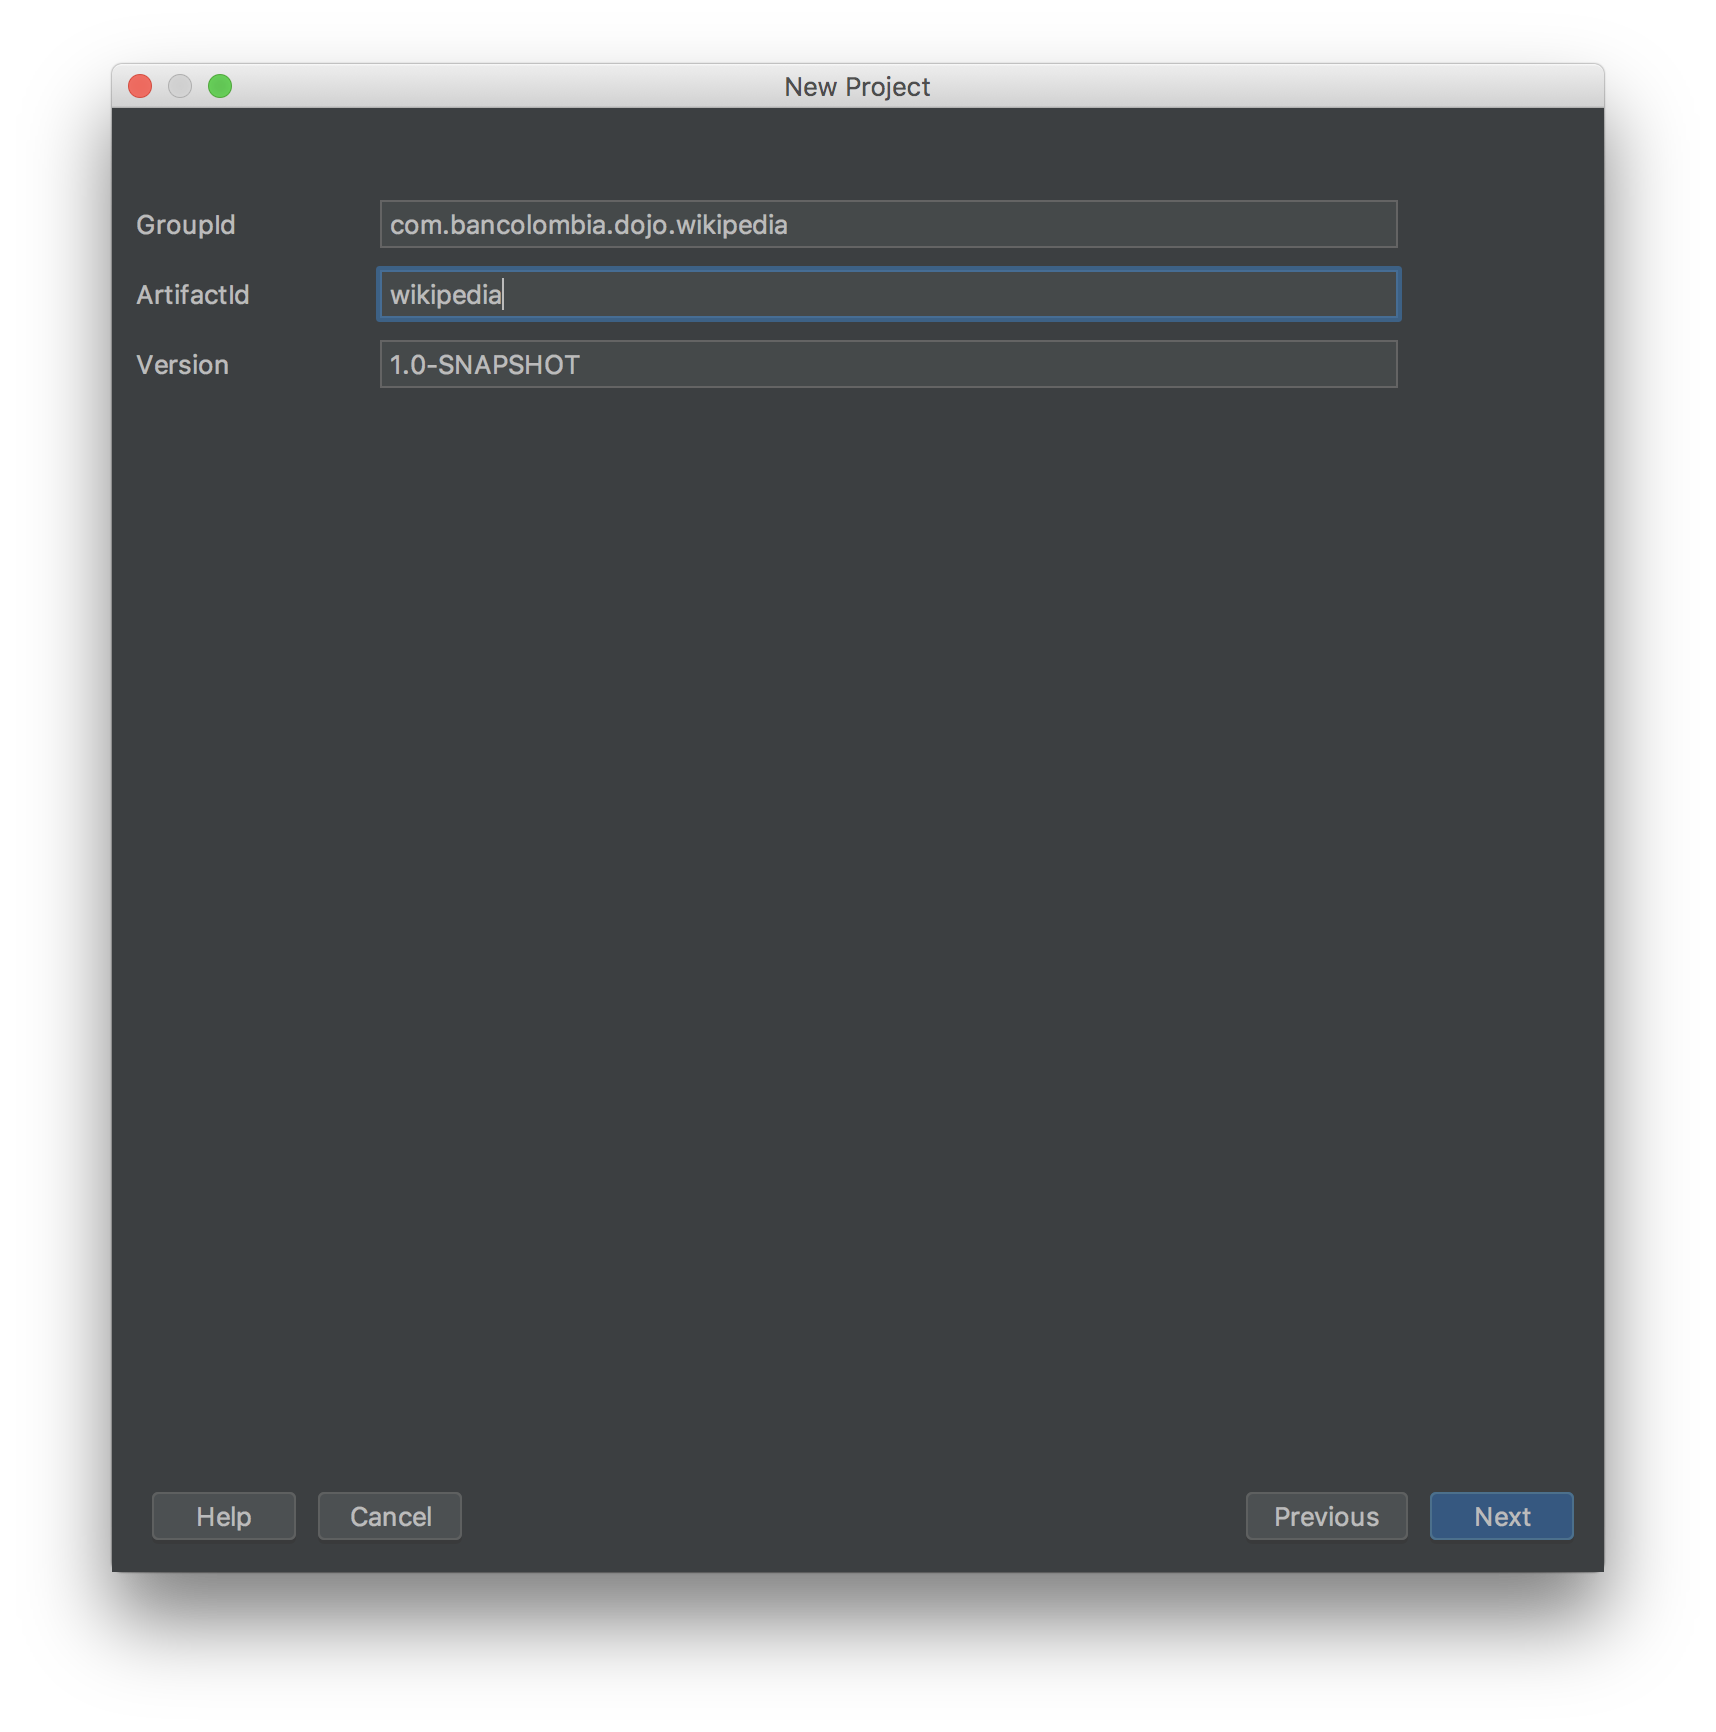 New Project
GroupId com.bancolombia.dojo.wikipedia
ArtifactId wikipedia
Version 1.0-SNAPSHOT
Help Cancel Previous Next